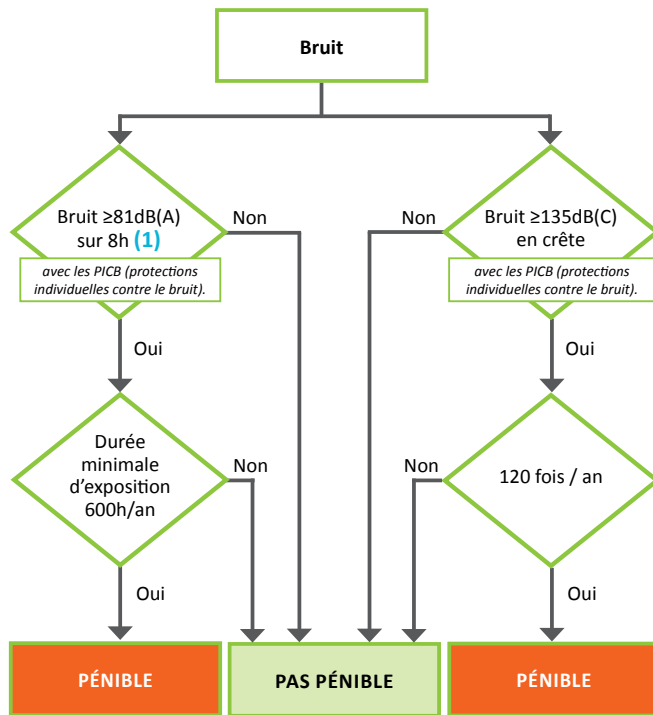 Bruit
Bruit ≥81dB(A)
sur 8h (1)
avec les PICB (protections
individuelles contre le bruit).
Non
Oui
Durée
minimale
d'exposition
600h/an
Non
Oui
PÉNIBLE
Bruit ≥135dB(C)
en crête
avec les PICB (protections
individuelles contre le bruit).
Non
Oui
120 fois / an
Non
Oui
PAS PÉNIBLE
PÉNIBLE